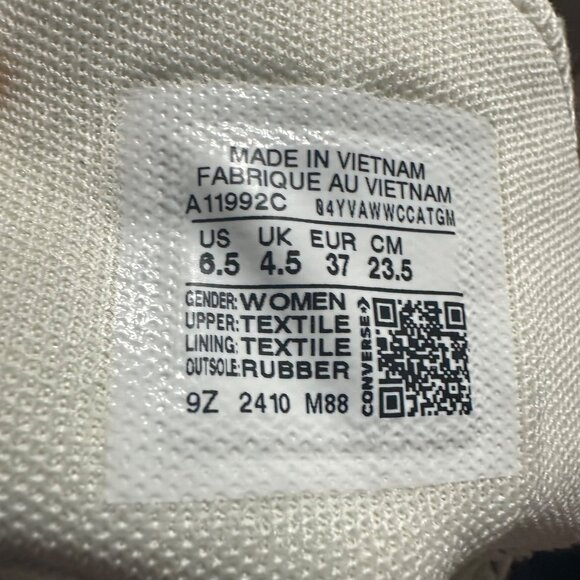 MADE IN VIETNAM
FABRIQUE AU VIETNAM
A11992C 04YVAWWCCATGM
US UK EUR CM
6.5 4.5 37 23.5
GENDER: WOMEN
UPPER: TEXTILE
LINING: TEXTILE
OUTSOLE: RUBBER
CONVERSE
9Z 2410 M88